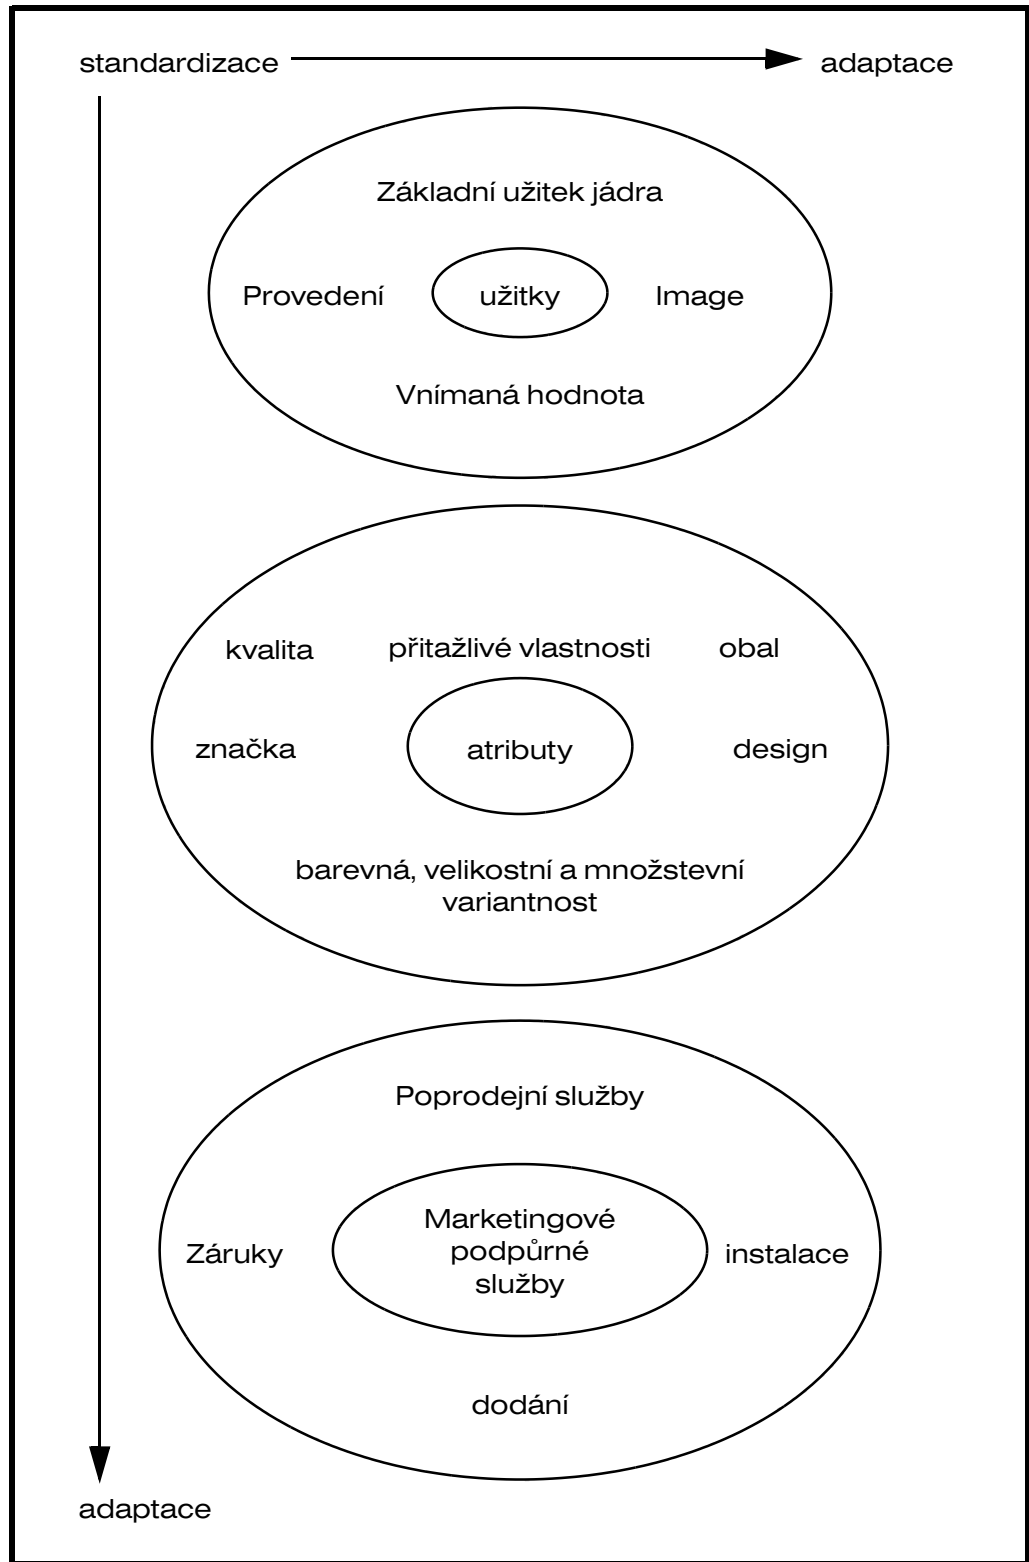 standardizace adaptace
Základní užitek jádra
Provedení užitky Image
Vnímaná hodnota
kvalita přitažlivé vlastnosti obal
značka atributy design
barevná, velikostní a množstevní
variantnost
Poprodejní služby
Marketingové
podpůrné
Záruky služby instalace
dodání
adaptace